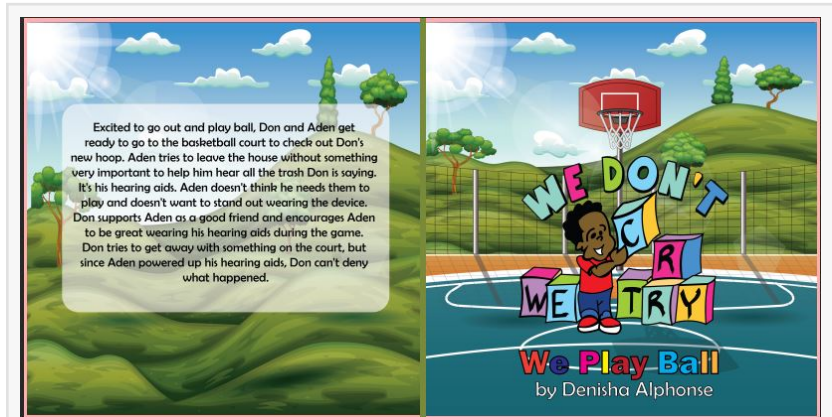 Excited to go out and play ball, Don and Aden get
ready to go to the basketball court to check out Don's
new hoop. Aden tries to leave the house without something
very important to help him hear all the trash Don is saying.
It's his hearing aids. Aden doesn't think he needs them to
play and doesn't want to stand out wearing the device.
Don supports Aden as a good friend and encourages Aden
to be great wearing his hearing aids during the game.
Don tries to get away with something on the court, but
since Aden powered up his hearing aids, Don can't deny
what happened.
WE DON'T
C
R
WE TRY
We Play Ball
by Denisha Alphonse